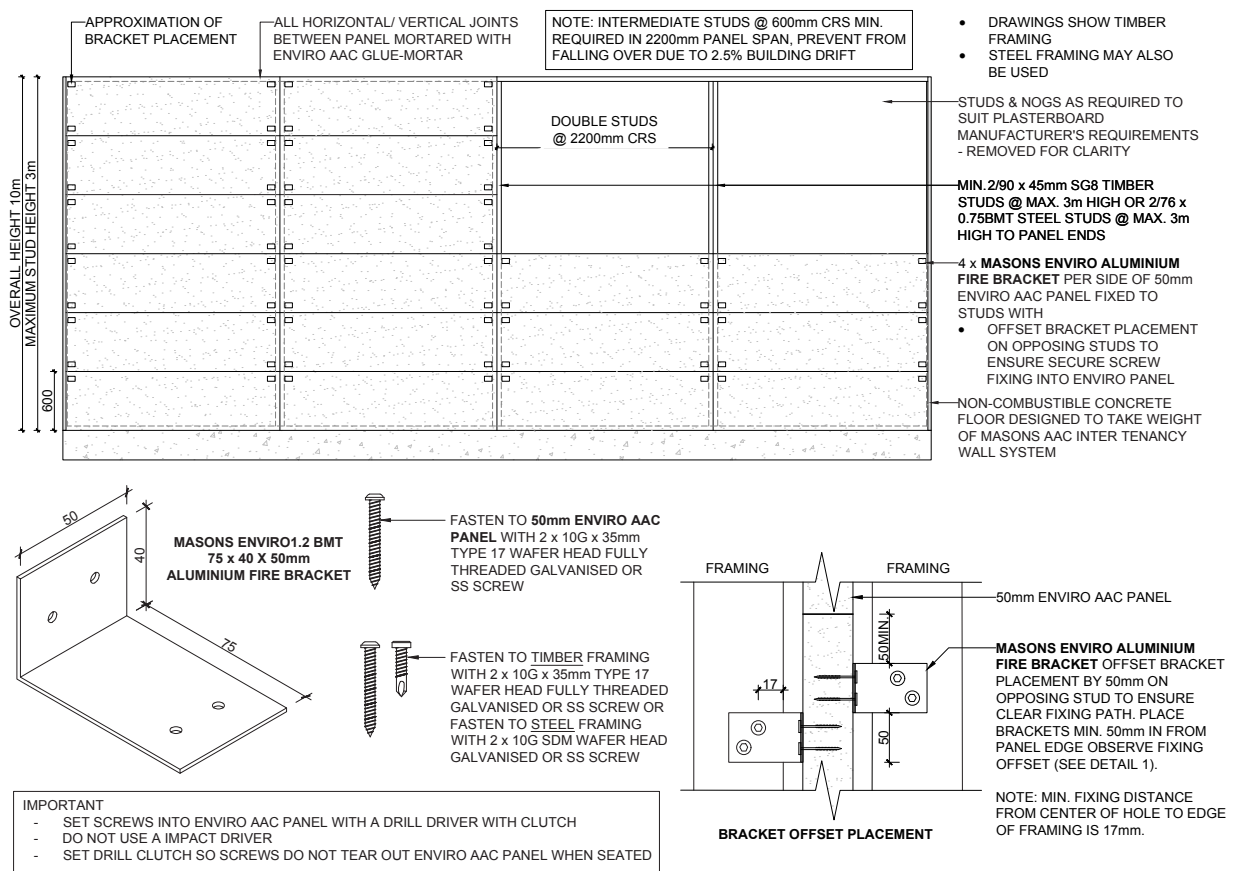 APPROXIMATION OF
BRACKET PLACEMENT
ALL HORIZONTAL/ VERTICAL JOINTS
BETWEEN PANEL MORTARED WITH
ENVIRO AAC GLUE-MORTAR
NOTE: INTERMEDIATE STUDS @ 600mm CRS MIN.
REQUIRED IN 2200mm PANEL SPAN, PREVENT FROM
FALLING OVER DUE TO 2.5% BUILDING DRIFT
• DRAWINGS SHOW TIMBER
FRAMING
• STEEL FRAMING MAY ALSO
BE USED
STUDS & NOGS AS REQUIRED TO
SUIT PLASTERBOARD
MANUFACTURER'S REQUIREMENTS
- REMOVED FOR CLARITY
DOUBLE STUDS
@ 2200mm CRS
MIN.2/90 x 45mm SG8 TIMBER
STUDS @ MAX. 3m HIGH OR 2/76 x
0.75BMT STEEL STUDS @ MAX. 3m
HIGH TO PANEL ENDS
4 x MASONS ENVIRO ALUMINIUM
FIRE BRACKET PER SIDE OF 50mm
ENVIRO AAC PANEL FIXED TO
STUDS WITH
• OFFSET BRACKET PLACEMENT
ON OPPOSING STUDS TO
ENSURE SECURE SCREW
FIXING INTO ENVIRO PANEL
NON-COMBUSTIBLE CONCRETE
FLOOR DESIGNED TO TAKE WEIGHT
OF MASONS AAC INTER TENANCY
WALL SYSTEM
OVERALL HEIGHT 10m
MAXIMUM STUD HEIGHT 3m
600
50
40
75
MASONS ENVIRO1.2 BMT
75 x 40 X 50mm
ALUMINIUM FIRE BRACKET
FASTEN TO 50mm ENVIRO AAC
PANEL WITH 2 x 10G x 35mm
TYPE 17 WAFER HEAD FULLY
THREADED GALVANISED OR
SS SCREW
FASTEN TO TIMBER FRAMING
WITH 2 x 10G x 35mm TYPE 17
WAFER HEAD FULLY THREADED
GALVANISED OR SS SCREW OR
FASTEN TO STEEL FRAMING
WITH 2 x 10G SDM WAFER HEAD
GALVANISED OR SS SCREW
IMPORTANT
- SET SCREWS INTO ENVIRO AAC PANEL WITH A DRILL DRIVER WITH CLUTCH
- DO NOT USE A IMPACT DRIVER
- SET DRILL CLUTCH SO SCREWS DO NOT TEAR OUT ENVIRO AAC PANEL WHEN SEATED
FRAMING
FRAMING
50MIN.
17
50
BRACKET OFFSET PLACEMENT
50mm ENVIRO AAC PANEL
MASONS ENVIRO ALUMINIUM
FIRE BRACKET OFFSET BRACKET
PLACEMENT BY 50mm ON
OPPOSING STUD TO ENSURE
CLEAR FIXING PATH. PLACE
BRACKETS MIN. 50mm IN FROM
PANEL EDGE OBSERVE FIXING
OFFSET (SEE DETAIL 1).
NOTE: MIN. FIXING DISTANCE
FROM CENTER OF HOLE TO EDGE
OF FRAMING IS 17mm.